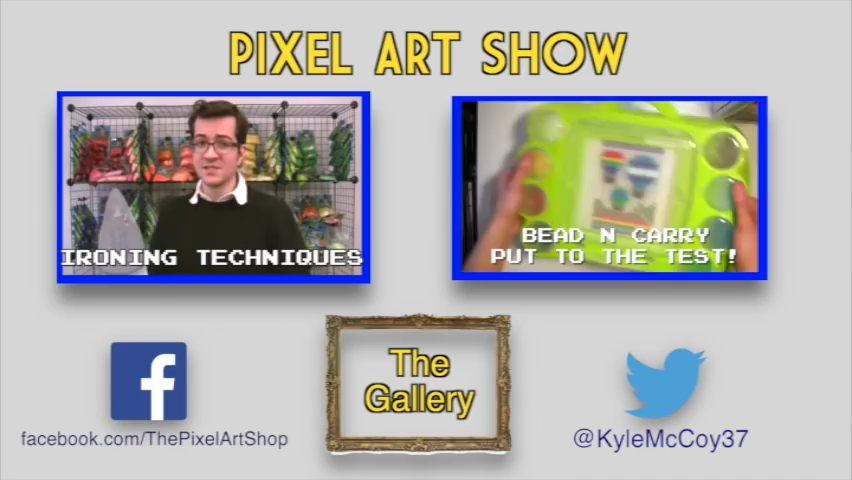 PIXEL ART SHOW
IRONING TECHNIQUES
BEAD N CARRY
PUT TO THE TEST!
The
Gallery
facebook.com/ThePixelArtShop
@KyleMcCoy37